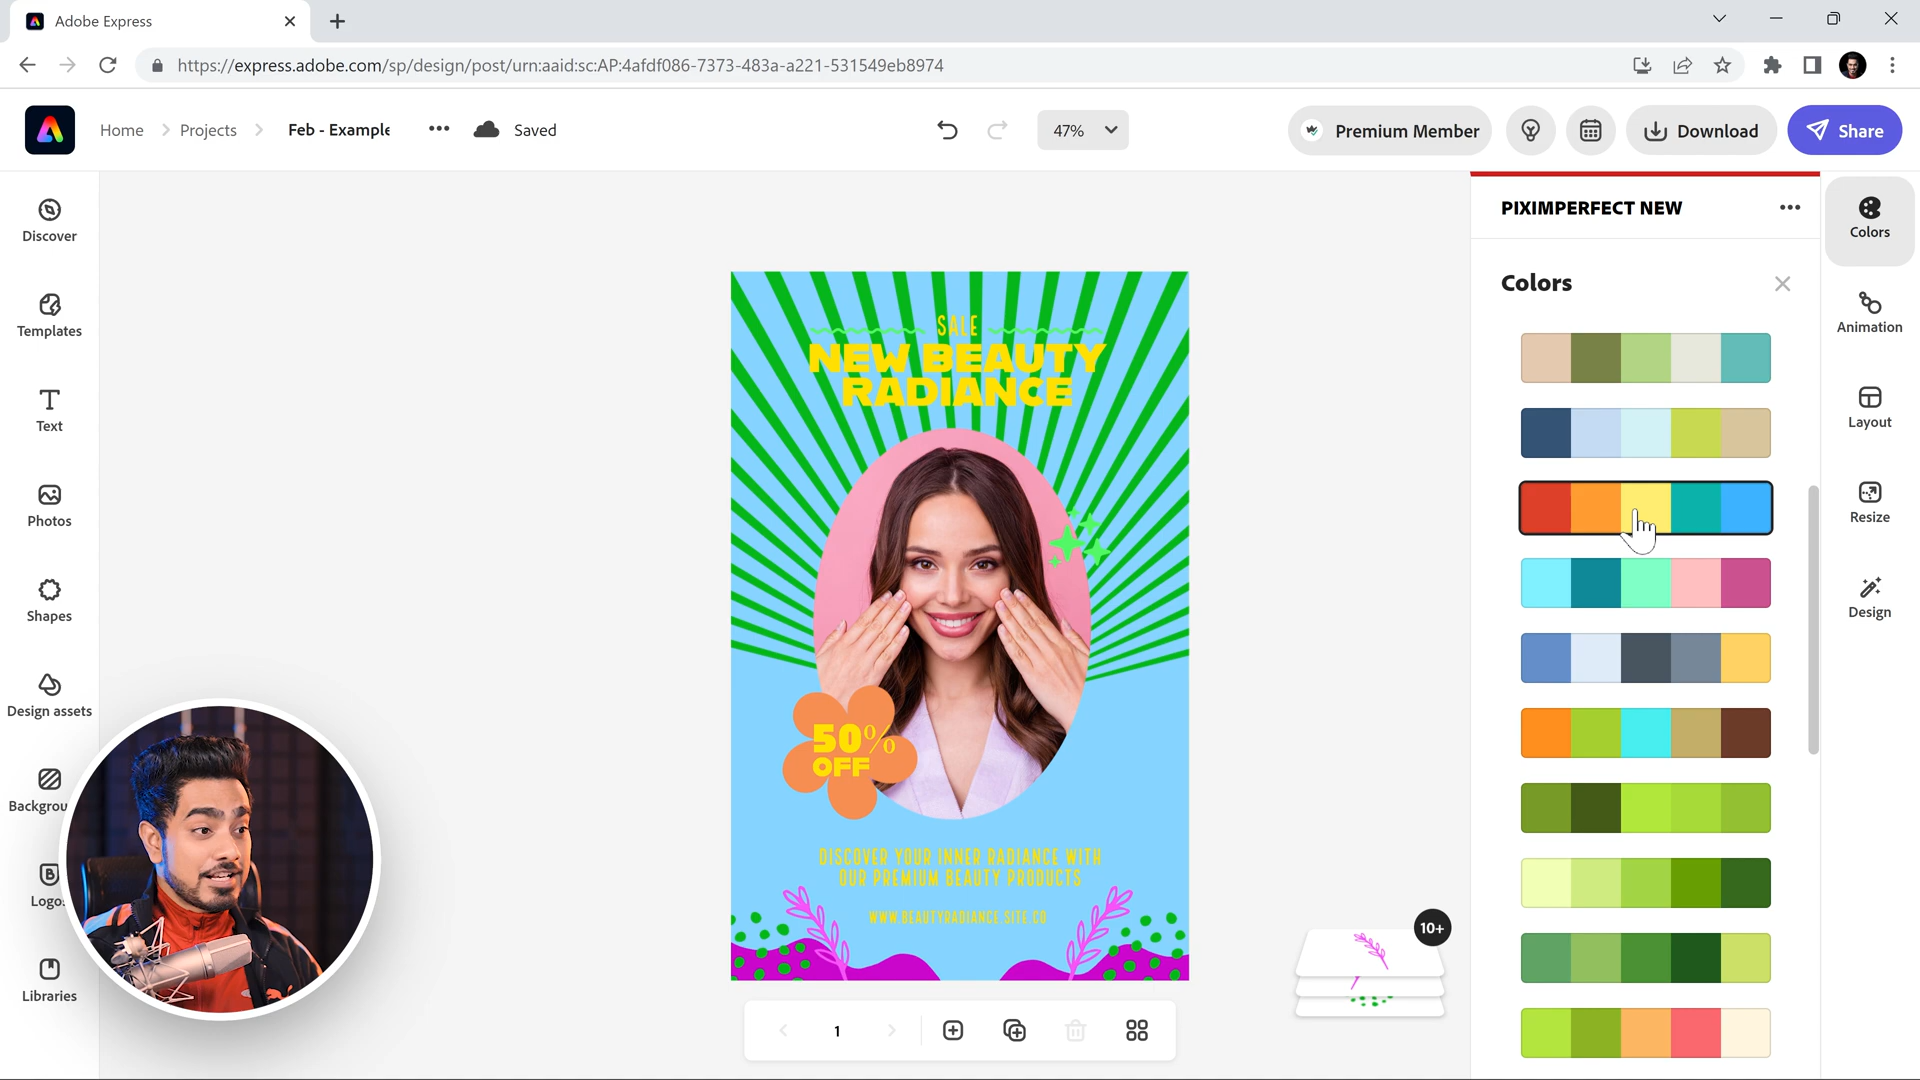 Adobe Express
https://express.adobe.com/sp/design/post/urn:aaid:sc:AP:4afdf086-7373-483a-a221-531549eb8974
Home
Projects
Feb - Example
Saved
47%
Premium Member
Download
Share
Discover
Templates
Text
Photos
Shapes
Design assets
Backgrou
Logos
Libraries
SALE
NEW BEAUTY
RADIANCE
50%
OFF
DISCOVER YOUR INNER RADIANCE WITH
OUR PREMIUM BEAUTY PRODUCTS
WWW.BEAUTYRADIANCE.SITE.CO
10+
1
PIXIMPERFECT NEW
Colors
Colors
Animation
Layout
Resize
Design